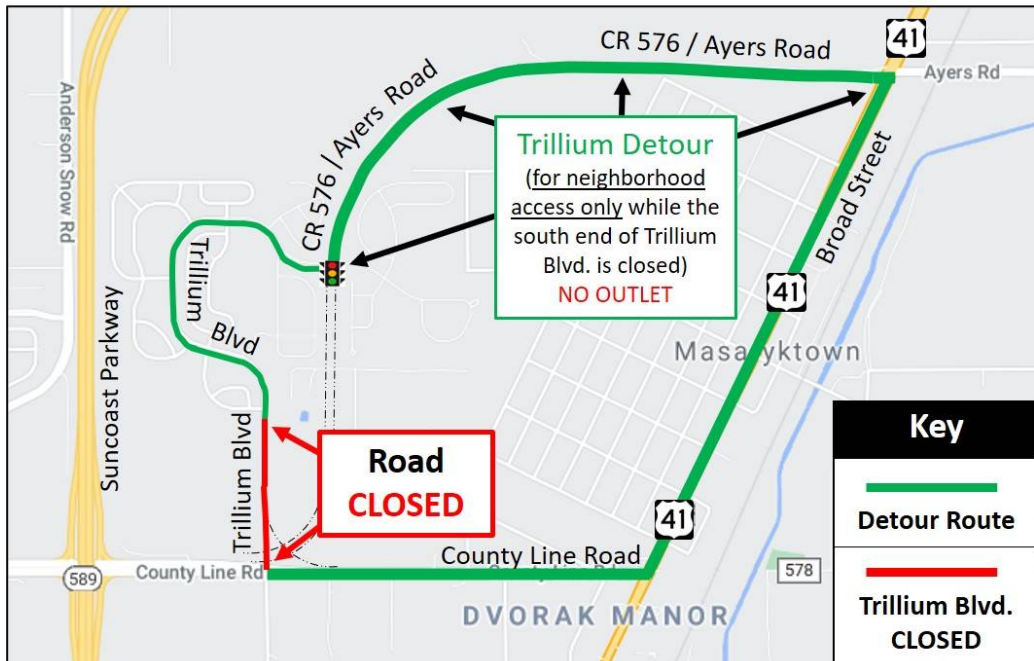 41
CR 576 / Ayers Road
Ayers Rd
Anderson Snow Rd
CR 576 / Ayers Road
Trillium Detour
(for neighborhood
access only while the
south end of Trillium
Blvd. is closed)
NO OUTLET
Broad Street
41
Trillium
Blvd
Suncoast Parkway
Masaryktown
Trillium Blvd
Road
CLOSED
41
County Line Road
589
County Line Rd
578
DVORAK MANOR
Key
Detour Route
Trillium Blvd.
CLOSED